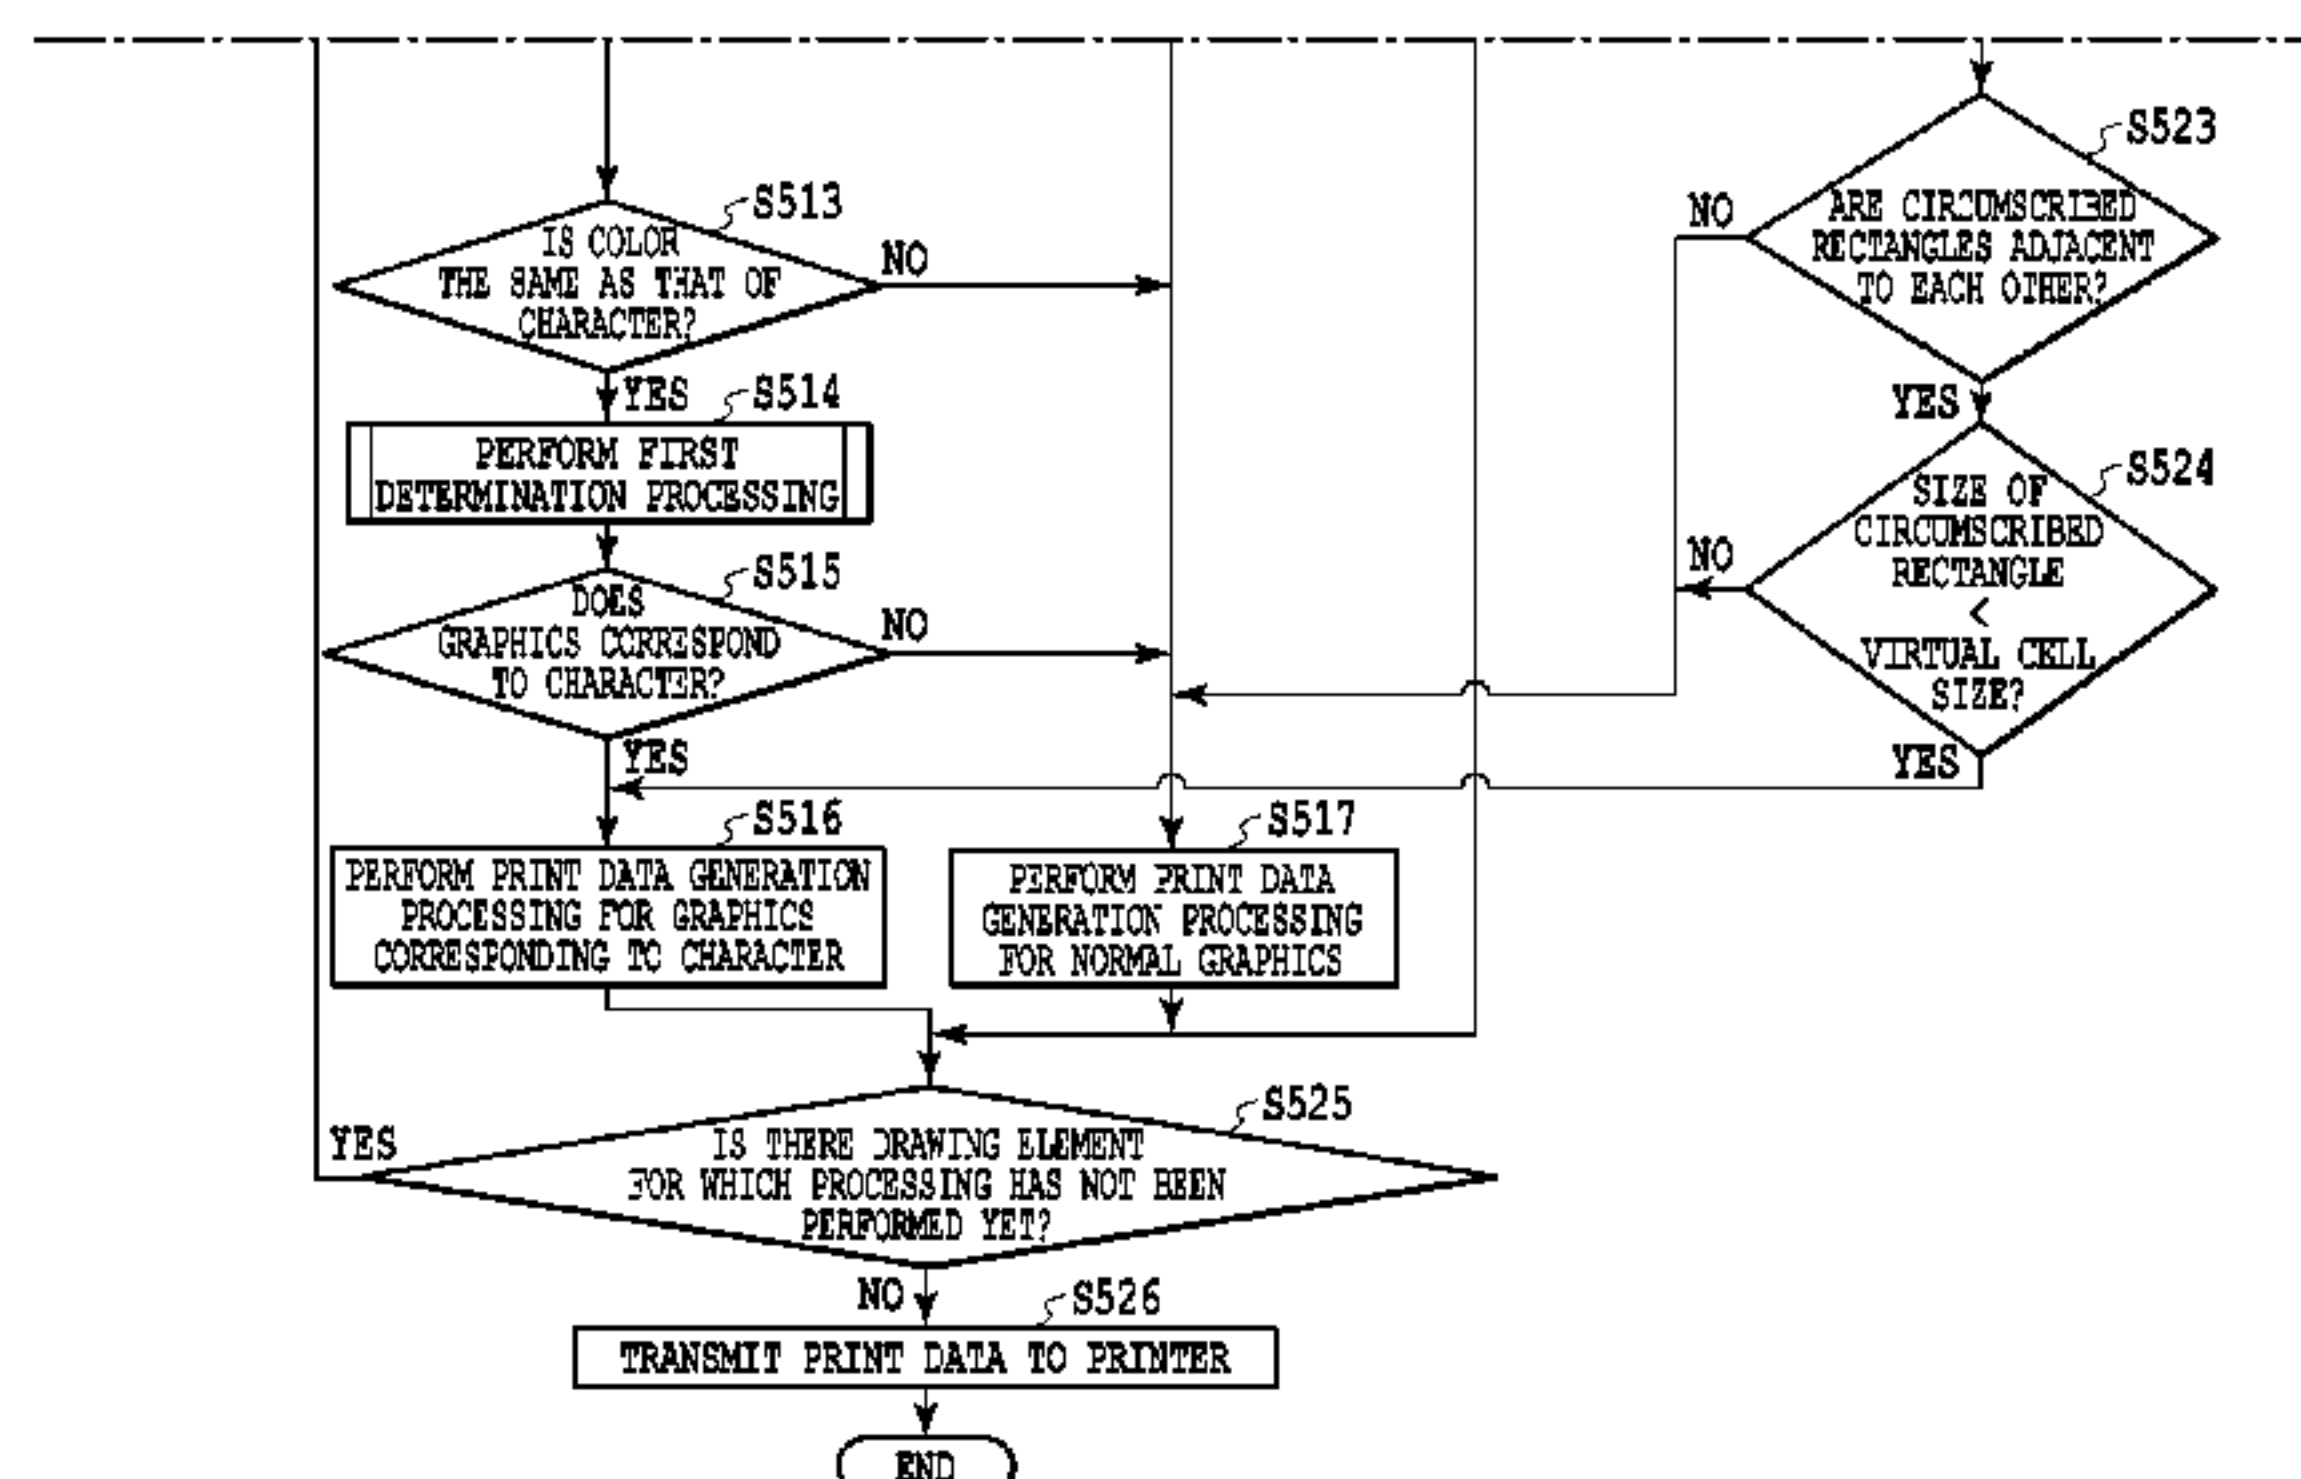 S513
IS COLOR
THE SAME AS THAT OF
CHARACTER?
NO
YES
S514
PERFORM FIRST
DETERMINATION PROCESSING
S515
DOES
GRAPHICS CORRESPOND
TO CHARACTER?
NO
YES
S516
PERFORM PRINT DATA GENERATION
PROCESSING FOR GRAPHICS
CORRESPONDING TO CHARACTER
S517
PERFORM PRINT DATA
GENERATION PROCESSING
FOR NORMAL GRAPHICS
S523
ARE CIRCUMSCRIBED
RECTANGLES ADJACENT
TO EACH OTHER?
NO
YES
S524
SIZE OF
CIRCUMSCRIBED
RECTANGLE
<
VIRTUAL CELL
SIZE?
NO
YES
S525
IS THERE DRAWING ELEMENT
FOR WHICH PROCESSING HAS NOT BEEN
PERFORMED YET?
YES
NO
S526
TRANSMIT PRINT DATA TO PRINTER
END